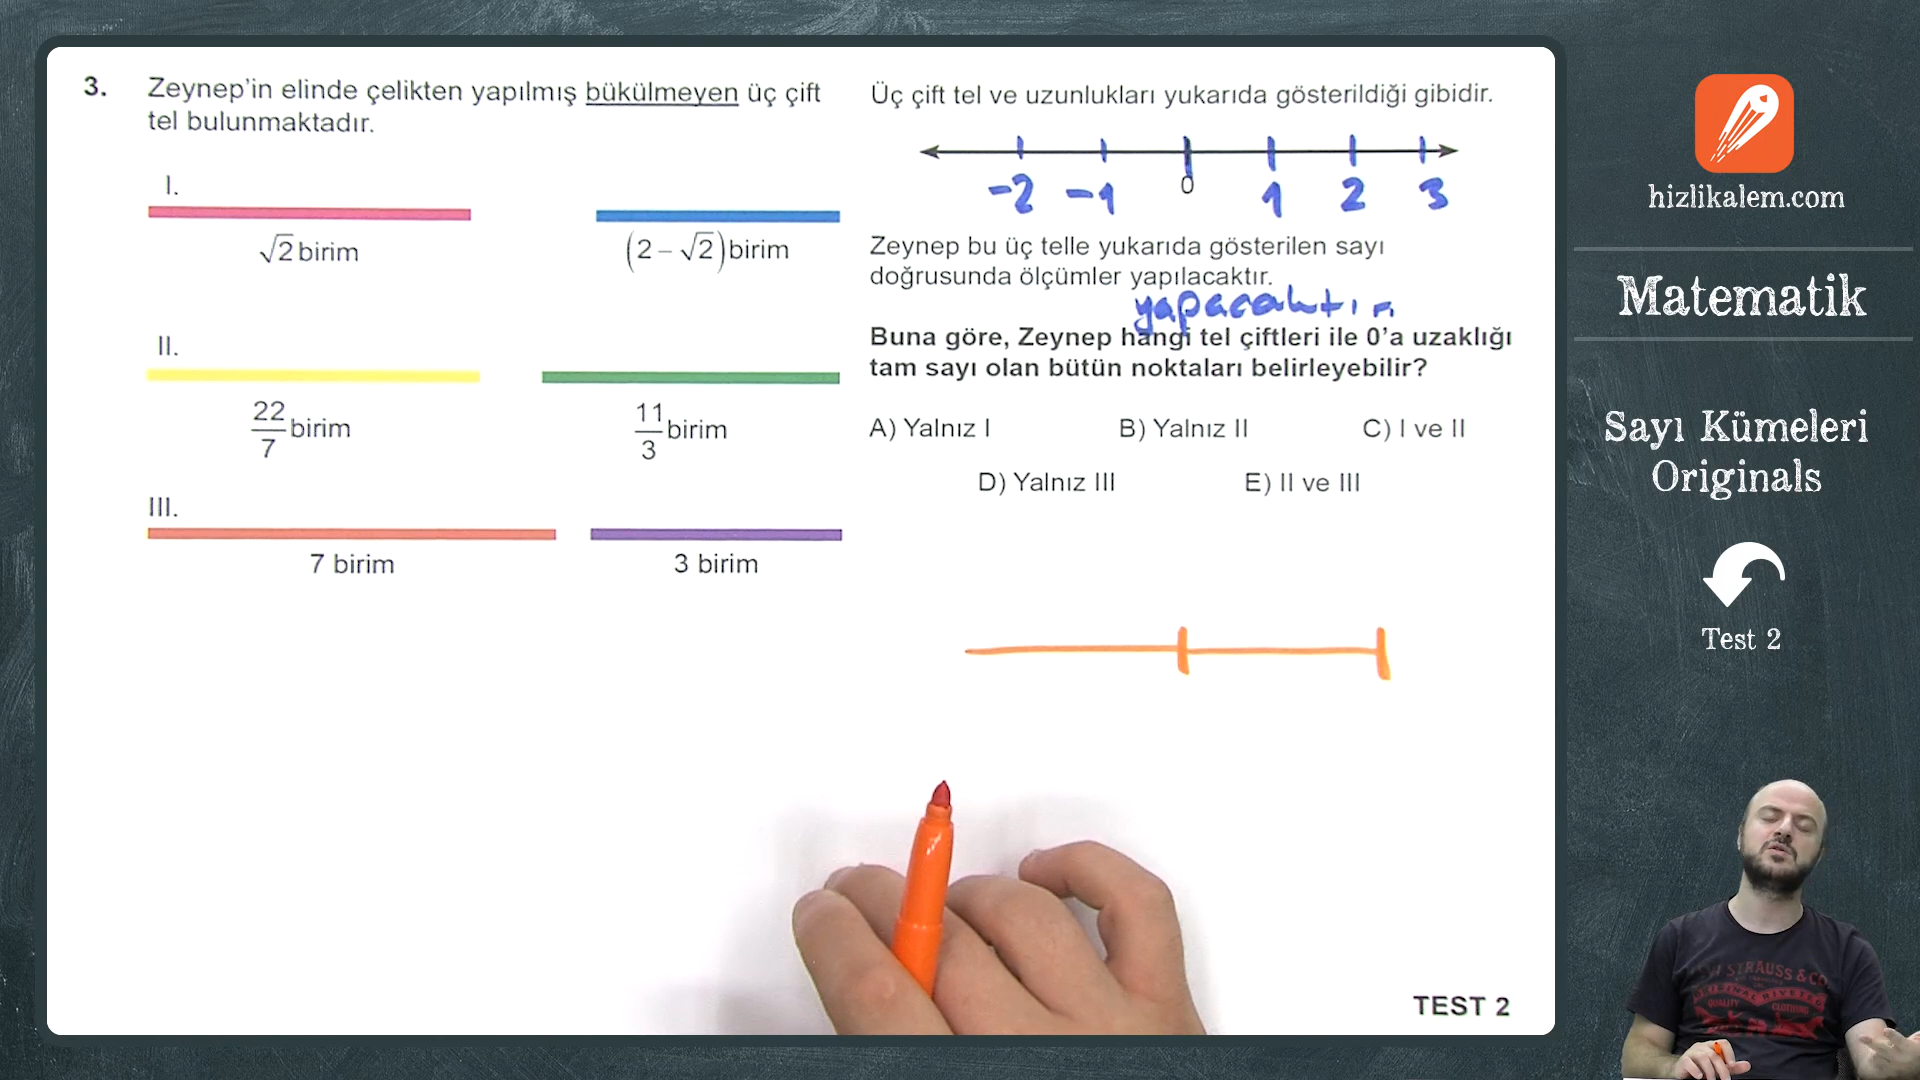 3. Zeynep'in elinde çelikten yapılmış bükülmeyen üç çift
tel bulunmaktadır.
I.
√2 birim
(2 – √2) birim
II.
22/7 birim
11/3 birim
III.
7 birim
3 birim
Üç çift tel ve uzunlukları yukarıda gösterildiği gibidir.
-2 -1 0 1 2 3
Zeynep bu üç telle yukarıda gösterilen sayı
doğrusunda ölçümler yapılacaktır.
yapacaktır
Buna göre, Zeynep hangi tel çiftleri ile 0'a uzaklığı
tam sayı olan bütün noktaları belirleyebilir?
A) Yalnız I B) Yalnız II C) I ve II
D) Yalnız III E) II ve III
TEST 2
hizlikalem.com
Matematik
Sayı Kümeleri
Originals
Test 2